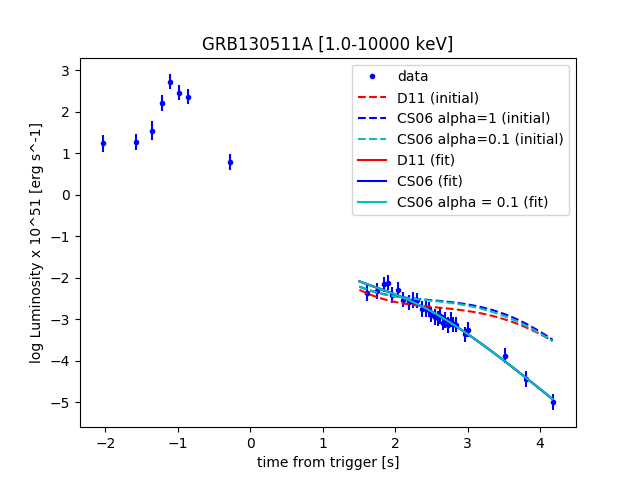 GRB130511A [1.0-10000 keV]
data
D11 (initial)
CS06 alpha=1 (initial)
CS06 alpha=0.1 (initial)
D11 (fit)
CS06 (fit)
CS06 alpha = 0.1 (fit)
log Luminosity x 10^51 [erg s^-1]
3
2
1
0
−1
−2
−3
−4
−5
−2 −1 0 1 2 3 4
time from trigger [s]